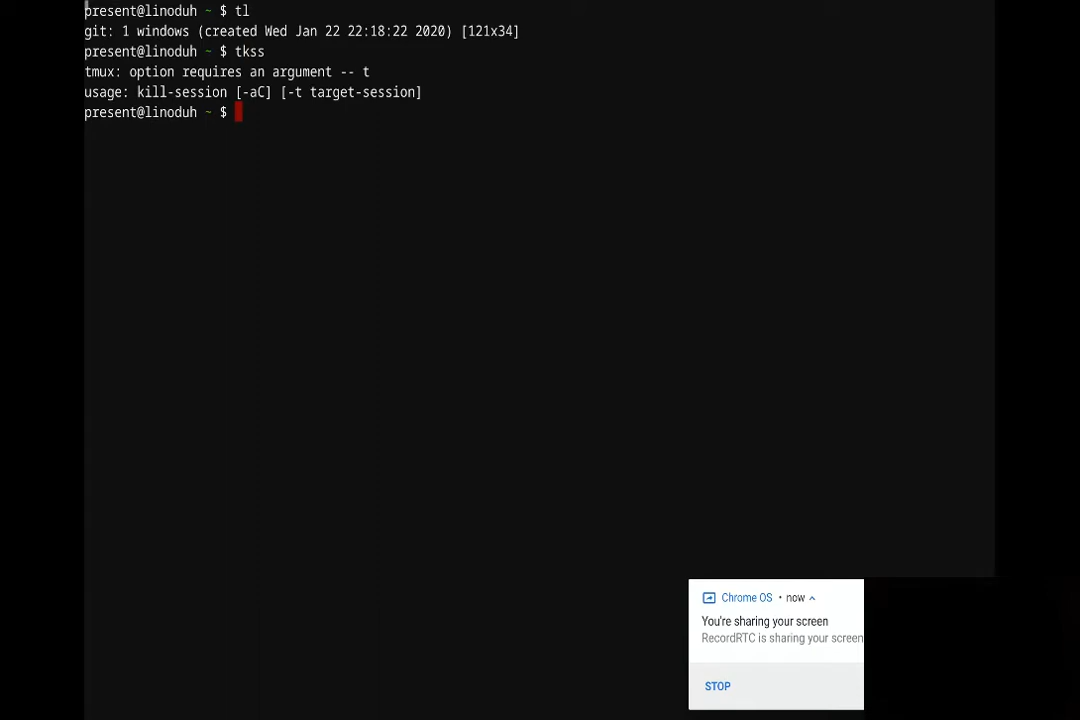 present@linoduh ~ $ tl
git: 1 windows (created Wed Jan 22 22:18:22 2020) [121x34]
present@linoduh ~ $ tkss
tmux: option requires an argument -- t
usage: kill-session [-aC] [-t target-session]
present@linoduh ~ $
Chrome OS • now
You're sharing your screen
RecordRTC is sharing your screen
STOP